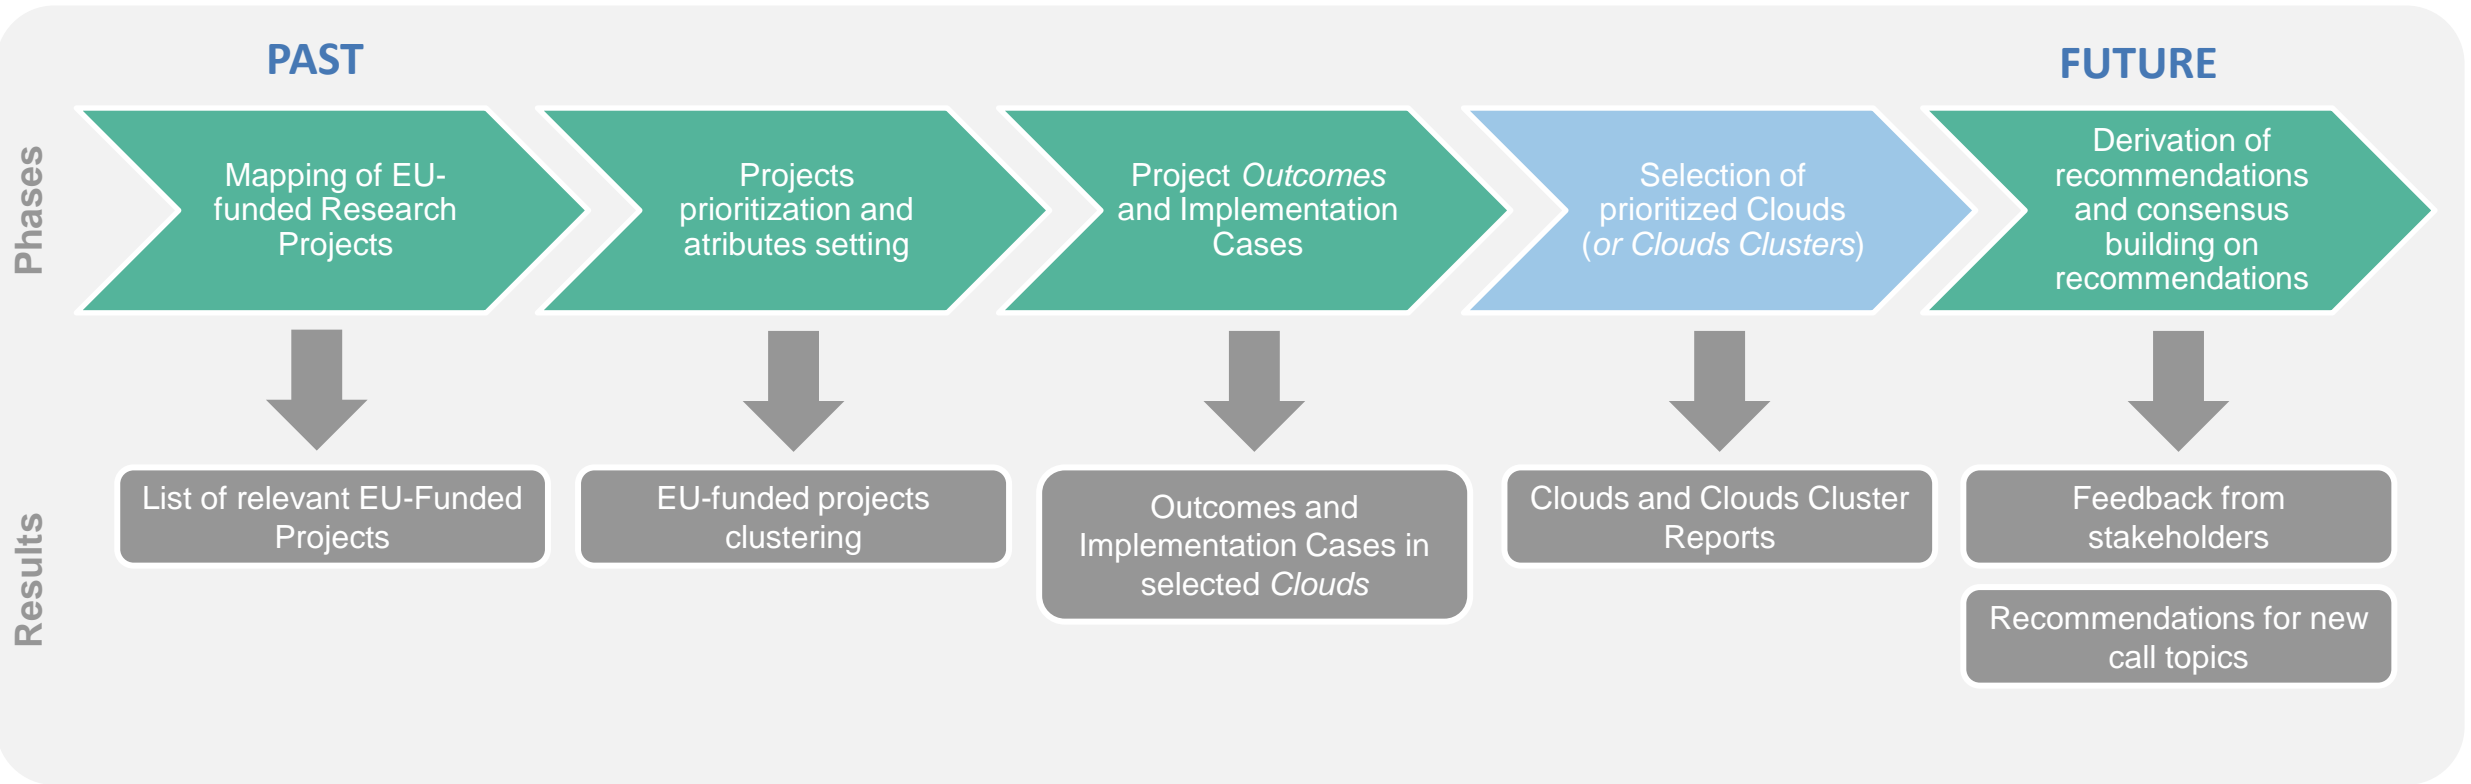 PAST
FUTURE
Phases
Mapping of EU-
funded Research
Projects
Projects
prioritization and
atributes setting
Project Outcomes
and Implementation
Cases
Selection of
prioritized Clouds
(or Clouds Clusters)
Derivation of
recommendations
and consensus
building on
recommendations
Results
List of relevant EU-Funded
Projects
EU-funded projects
clustering
Outcomes and
Implementation Cases in
selected Clouds
Clouds and Clouds Cluster
Reports
Feedback from
stakeholders
Recommendations for new
call topics